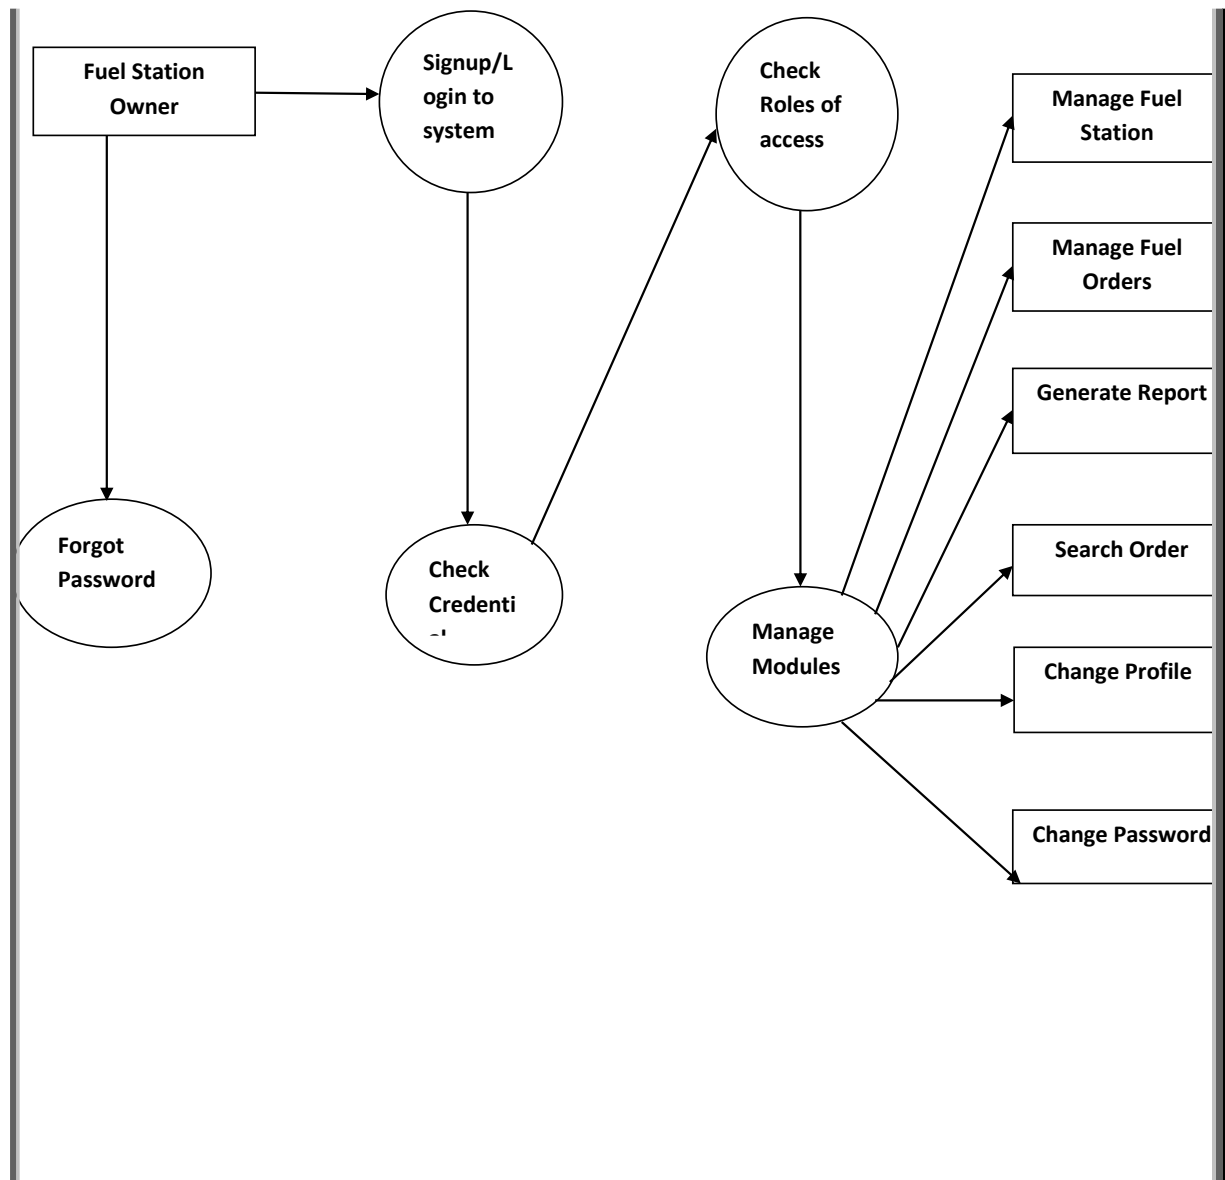 Fuel Station
Owner
Signup/L
ogin to
system
Check
Roles of
access
Manage Fuel
Station
Manage Fuel
Orders
Generate Report
Forgot
Password
Check
Credenti
Search Order
Manage
Modules
Change Profile
Change Password